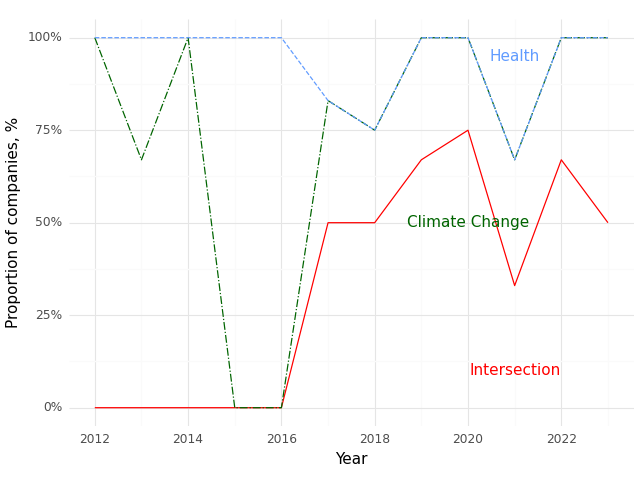 Proportion of companies, %
100%
75%
50%
25%
0%
Health
Climate Change
Intersection
2012 2014 2016 2018 2020 2022
Year